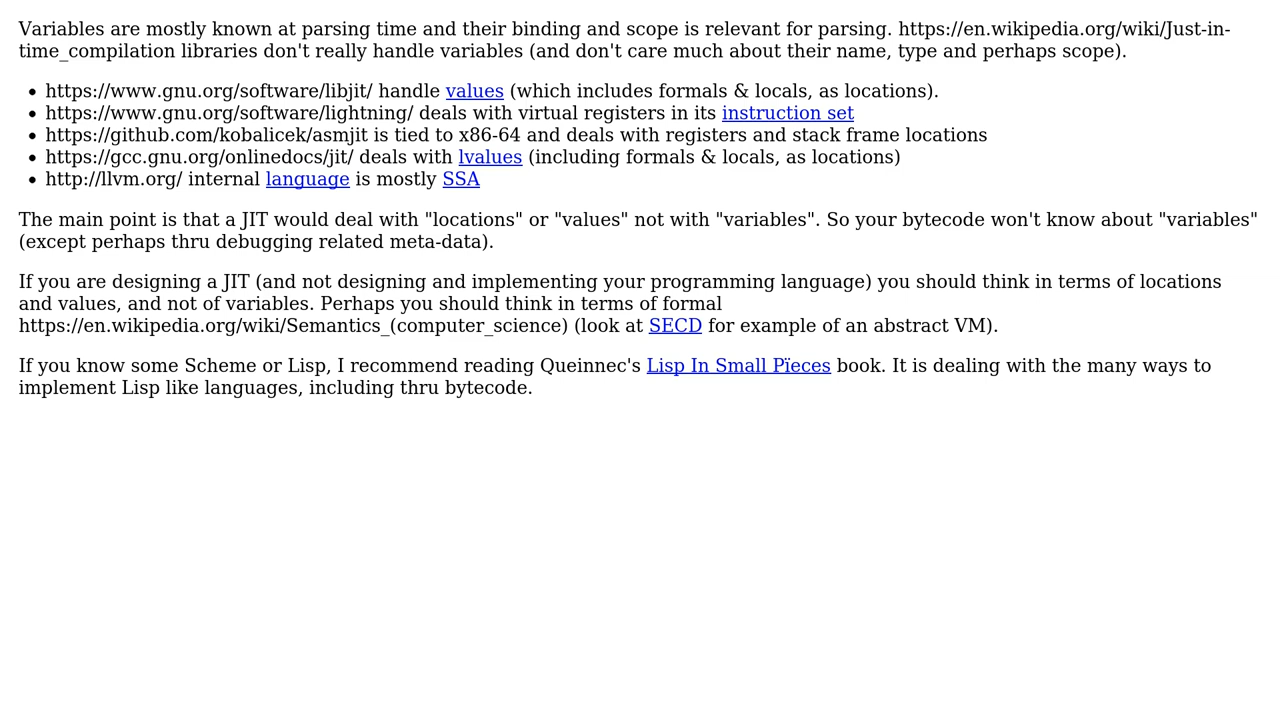 Variables are mostly known at parsing time and their binding and scope is relevant for parsing. https://en.wikipedia.org/wiki/Just-in-
time_compilation libraries don't really handle variables (and don't care much about their name, type and perhaps scope).
• https://www.gnu.org/software/libjit/ handle values (which includes formals & locals, as locations).
• https://www.gnu.org/software/lightning/ deals with virtual registers in its instruction set
• https://github.com/kobalicek/asmjit is tied to x86-64 and deals with registers and stack frame locations
• https://gcc.gnu.org/onlinedocs/jit/ deals with lvalues (including formals & locals, as locations)
• http://llvm.org/ internal language is mostly SSA
The main point is that a JIT would deal with "locations" or "values" not with "variables". So your bytecode won't know about "variables"
(except perhaps thru debugging related meta-data).
If you are designing a JIT (and not designing and implementing your programming language) you should think in terms of locations
and values, and not of variables. Perhaps you should think in terms of formal
https://en.wikipedia.org/wiki/Semantics_(computer_science) (look at SECD for example of an abstract VM).
If you know some Scheme or Lisp, I recommend reading Queinnec's Lisp In Small Pïeces book. It is dealing with the many ways to
implement Lisp like languages, including thru bytecode.